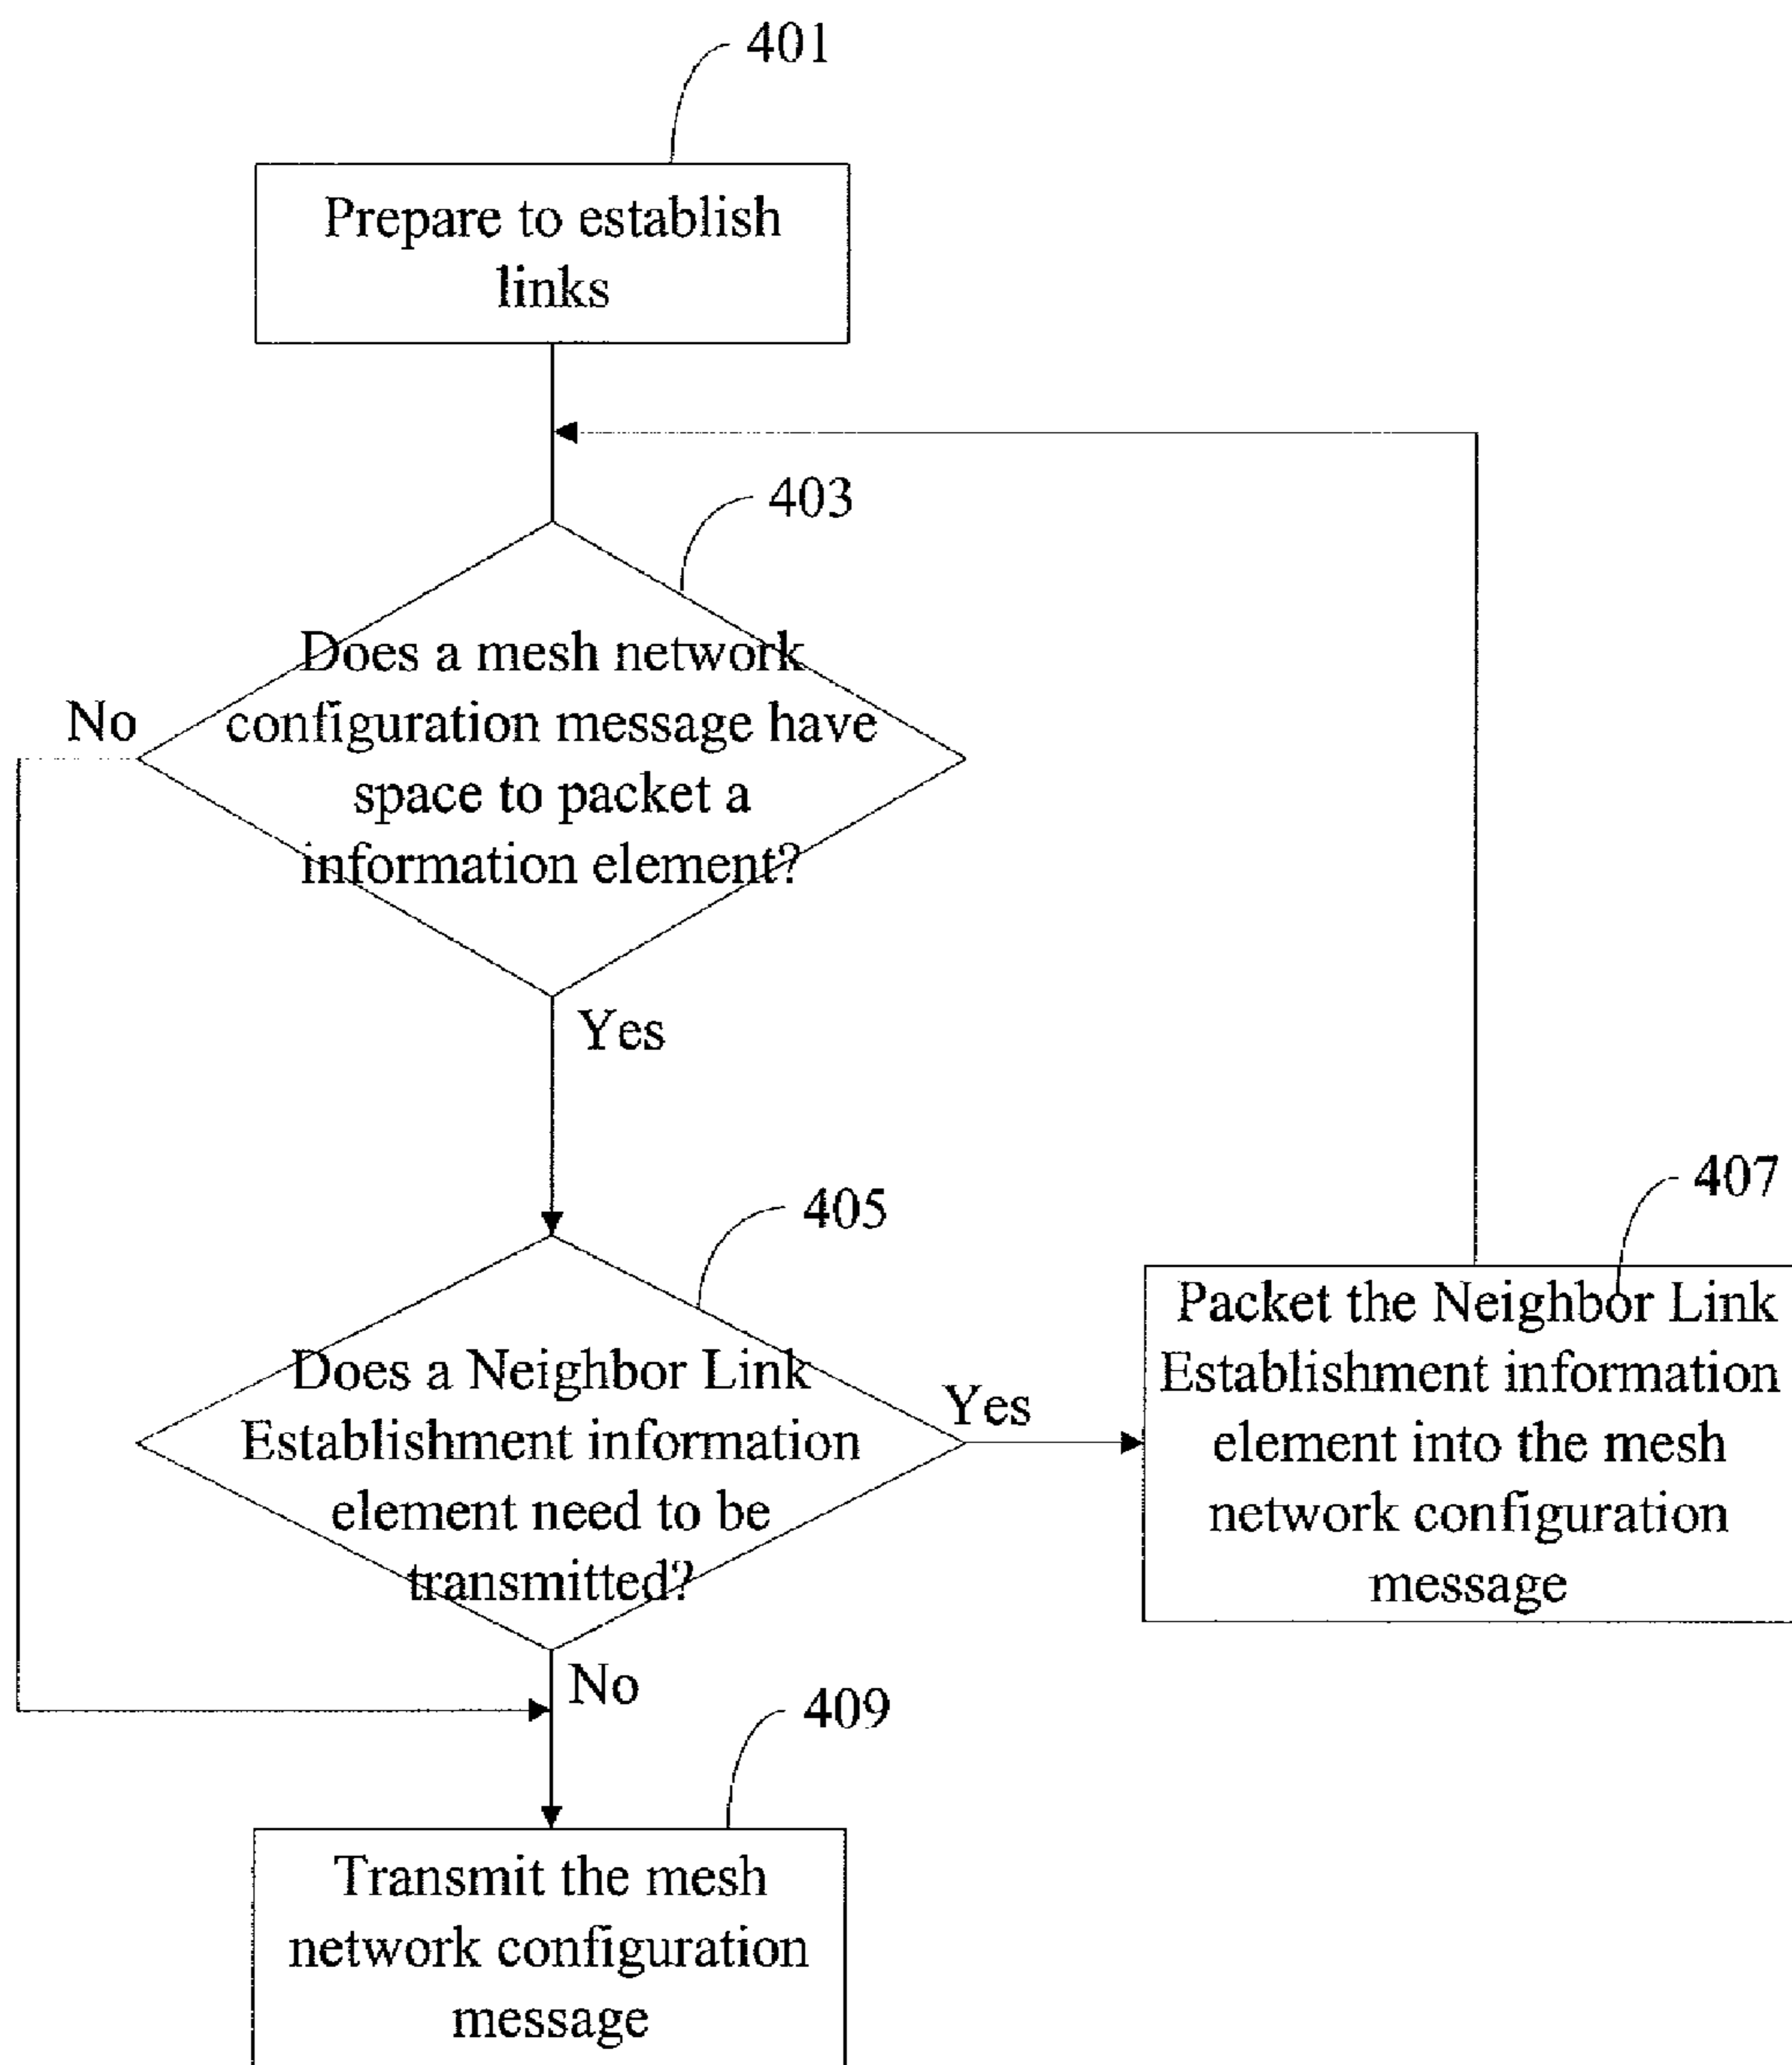 401
Prepare to establish
links
403
Does a mesh network
configuration message have
space to packet a
information element?
No
Yes
405
Does a Neighbor Link
Establishment information
element need to be
transmitted?
Yes
407
Packet the Neighbor Link
Establishment information
element into the mesh
network configuration
message
No
409
Transmit the mesh
network configuration
message